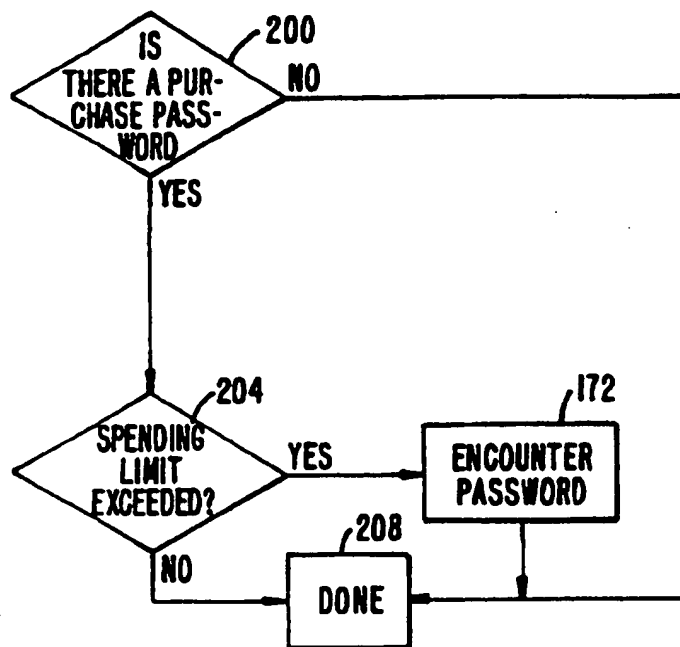 IS
THERE A PUR-
CHASE PASS-
WORD
200
NO
YES
SPENDING
LIMIT
EXCEEDED?
204
YES
NO
ENCOUNTER
PASSWORD
172
DONE
208